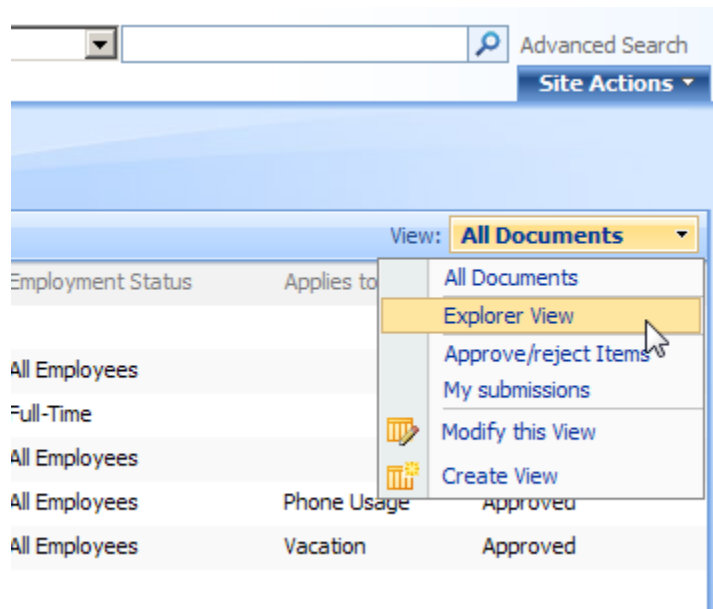 Advanced Search
Site Actions
View: All Documents
Employment Status Applies to
All Documents
Explorer View
Approve/reject Items
My submissions
Modify this View
Create View
All Employees
Full-Time
All Employees
All Employees Phone Usage Approved
All Employees Vacation Approved